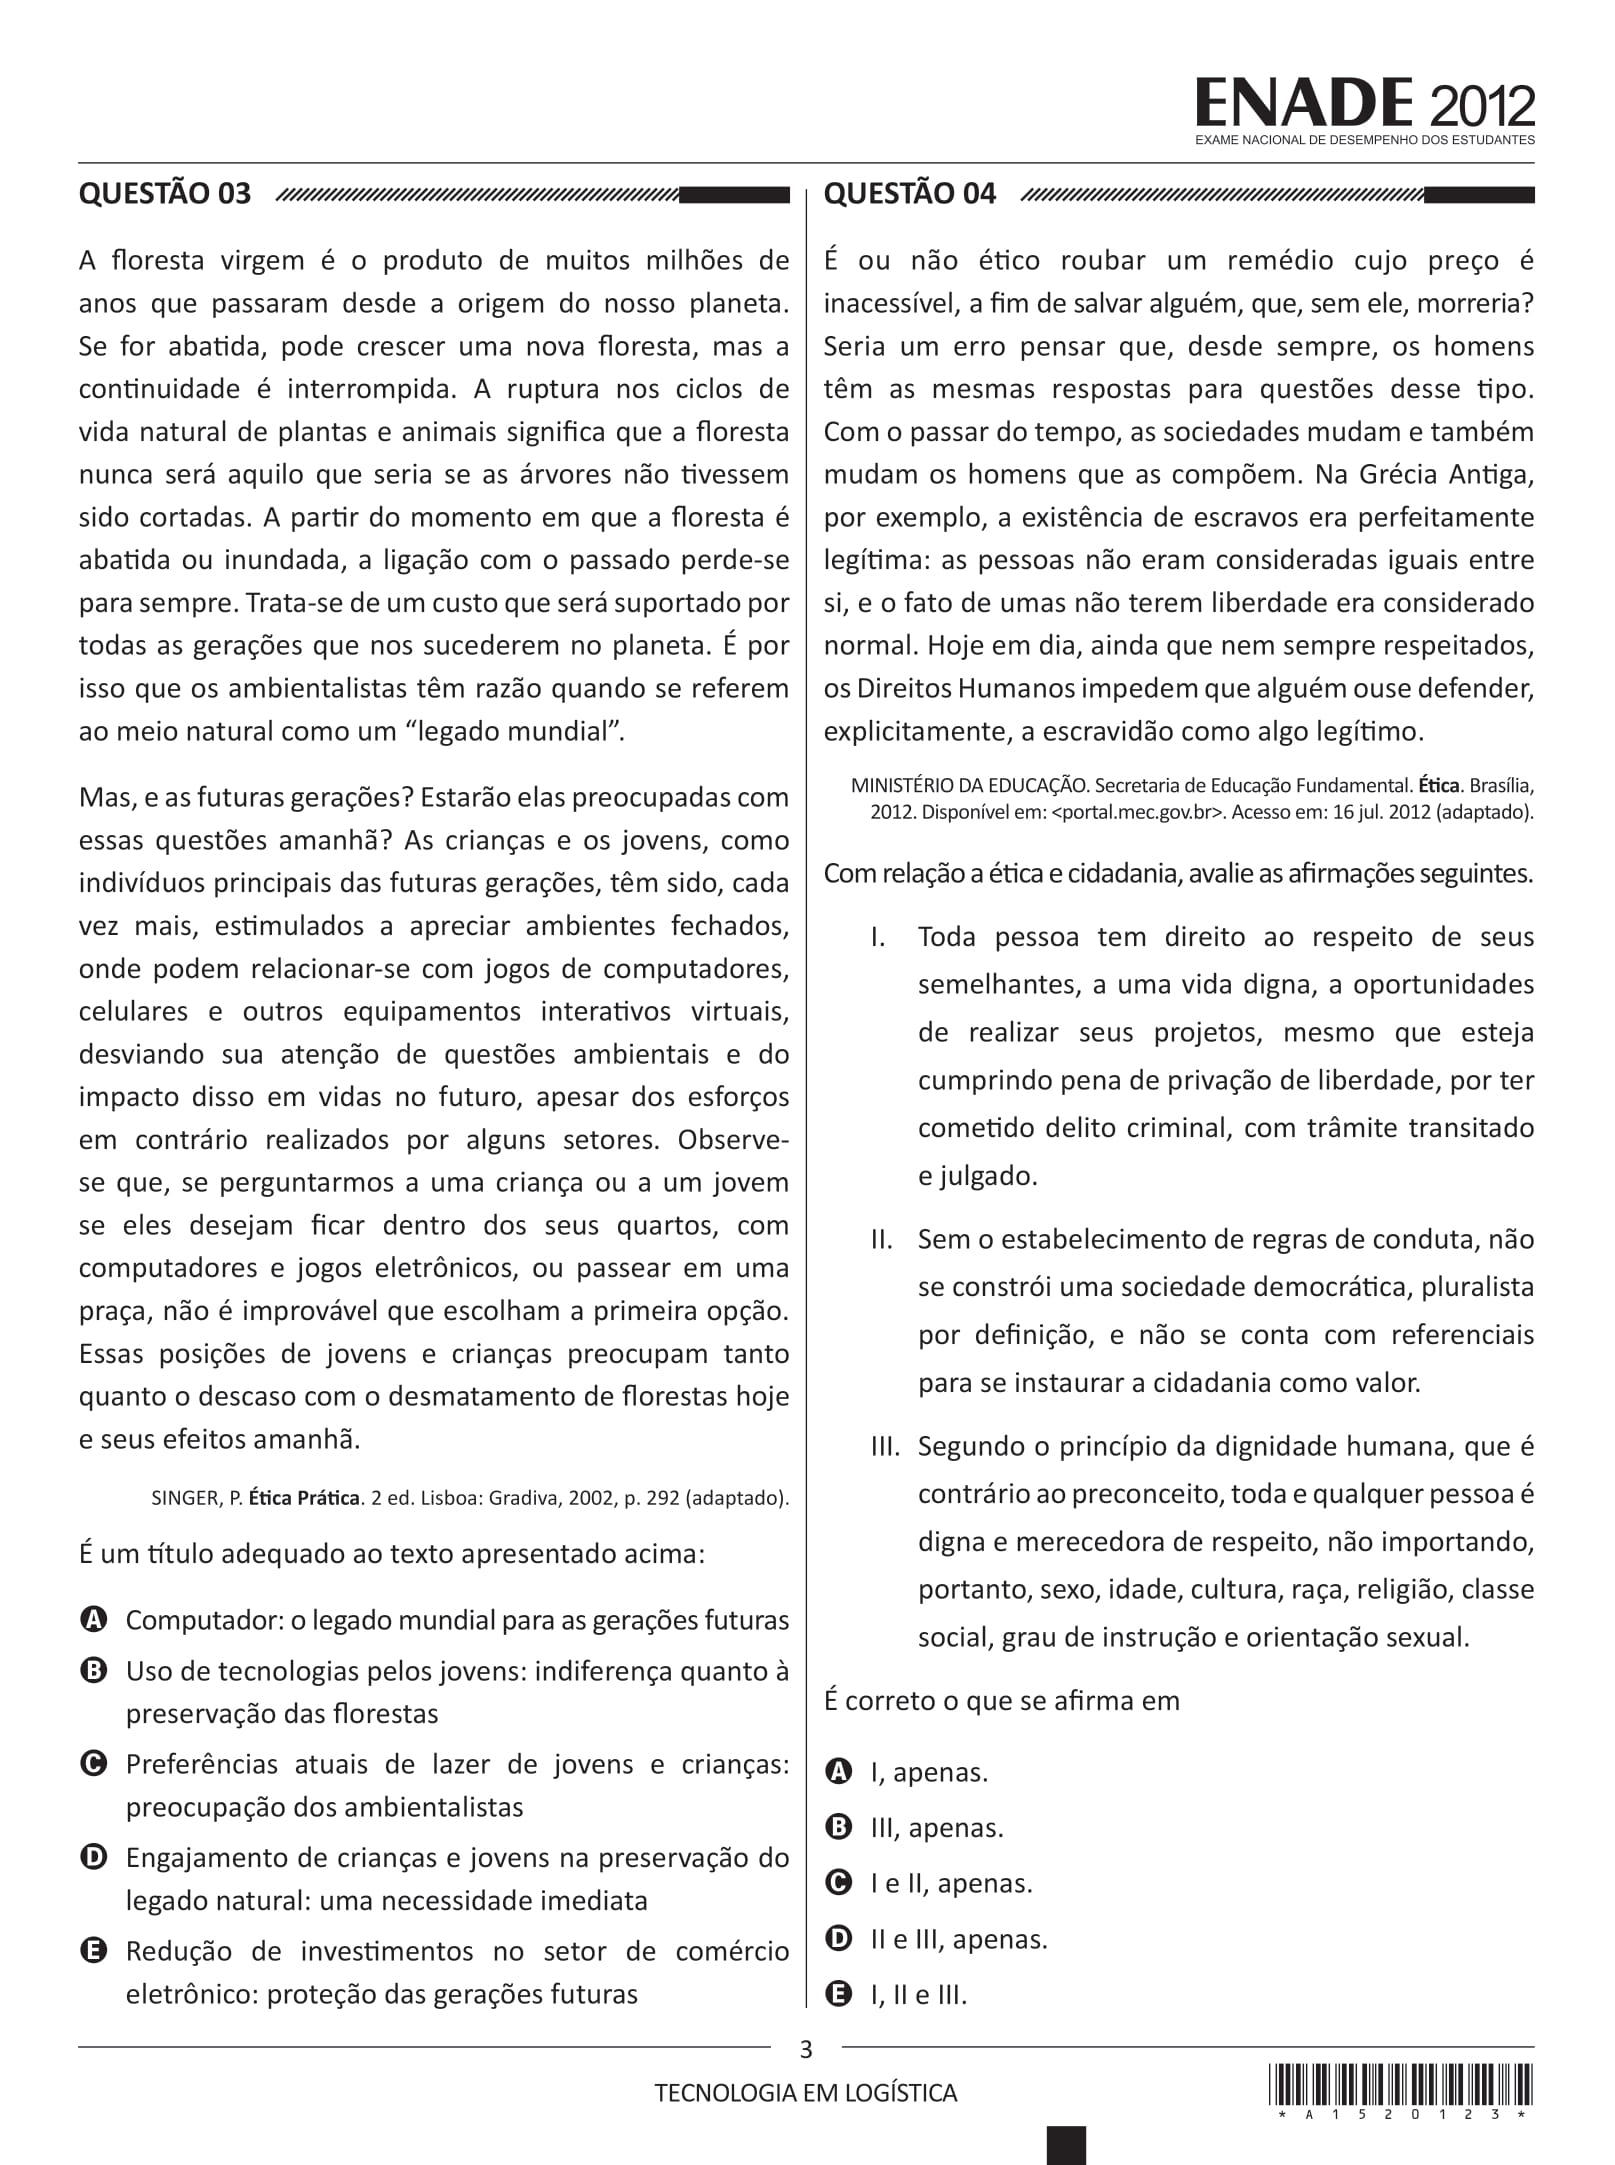 ENADE 2012
EXAME NACIONAL DE DESEMPENHO DOS ESTUDANTES
QUESTÃO 03
A floresta virgem é o produto de muitos milhões de
anos que passaram desde a origem do nosso planeta.
Se for abatida, pode crescer uma nova floresta, mas a
continuidade é interrompida. A ruptura nos ciclos de
vida natural de plantas e animais significa que a floresta
nunca será aquilo que seria se as árvores não tivessem
sido cortadas. A partir do momento em que a floresta é
abatida ou inundada, a ligação com o passado perde-se
para sempre. Trata-se de um custo que será suportado por
todas as gerações que nos sucederem no planeta. É por
isso que os ambientalistas têm razão quando se referem
ao meio natural como um “legado mundial”.
Mas, e as futuras gerações? Estarão elas preocupadas com
essas questões amanhã? As crianças e os jovens, como
indivíduos principais das futuras gerações, têm sido, cada
vez mais, estimulados a apreciar ambientes fechados,
onde podem relacionar-se com jogos de computadores,
celulares e outros equipamentos interativos virtuais,
desviando sua atenção de questões ambientais e do
impacto disso em vidas no futuro, apesar dos esforços
em contrário realizados por alguns setores. Observe-
se que, se perguntarmos a uma criança ou a um jovem
se eles desejam ficar dentro dos seus quartos, com
computadores e jogos eletrônicos, ou passear em uma
praça, não é improvável que escolham a primeira opção.
Essas posições de jovens e crianças preocupam tanto
quanto o descaso com o desmatamento de florestas hoje
e seus efeitos amanhã.
SINGER, P. Ética Prática. 2 ed. Lisboa: Gradiva, 2002, p. 292 (adaptado).
É um título adequado ao texto apresentado acima:
A Computador: o legado mundial para as gerações futuras
B Uso de tecnologias pelos jovens: indiferença quanto à
preservação das florestas
C Preferências atuais de lazer de jovens e crianças:
preocupação dos ambientalistas
D Engajamento de crianças e jovens na preservação do
legado natural: uma necessidade imediata
E Redução de investimentos no setor de comércio
eletrônico: proteção das gerações futuras
QUESTÃO 04
É ou não ético roubar um remédio cujo preço é
inacessível, a fim de salvar alguém, que, sem ele, morreria?
Seria um erro pensar que, desde sempre, os homens
têm as mesmas respostas para questões desse tipo.
Com o passar do tempo, as sociedades mudam e também
mudam os homens que as compõem. Na Grécia Antiga,
por exemplo, a existência de escravos era perfeitamente
legítima: as pessoas não eram consideradas iguais entre
si, e o fato de umas não terem liberdade era considerado
normal. Hoje em dia, ainda que nem sempre respeitados,
os Direitos Humanos impedem que alguém ouse defender,
explicitamente, a escravidão como algo legítimo.
MINISTÉRIO DA EDUCAÇÃO. Secretaria de Educação Fundamental. Ética. Brasília,
2012. Disponível em: <portal.mec.gov.br>. Acesso em: 16 jul. 2012 (adaptado).
Com relação a ética e cidadania, avalie as afirmações seguintes.
I. Toda pessoa tem direito ao respeito de seus
semelhantes, a uma vida digna, a oportunidades
de realizar seus projetos, mesmo que esteja
cumprindo pena de privação de liberdade, por ter
cometido delito criminal, com trâmite transitado
e julgado.
II. Sem o estabelecimento de regras de conduta, não
se constrói uma sociedade democrática, pluralista
por definição, e não se conta com referenciais
para se instaurar a cidadania como valor.
III. Segundo o princípio da dignidade humana, que é
contrário ao preconceito, toda e qualquer pessoa é
digna e merecedora de respeito, não importando,
portanto, sexo, idade, cultura, raça, religião, classe
social, grau de instrução e orientação sexual.
É correto o que se afirma em
A I, apenas.
B III, apenas.
C I e II, apenas.
D II e III, apenas.
E I, II e III.
3
TECNOLOGIA EM LOGÍSTICA
* A 1 5 2 0 1 2 3 *